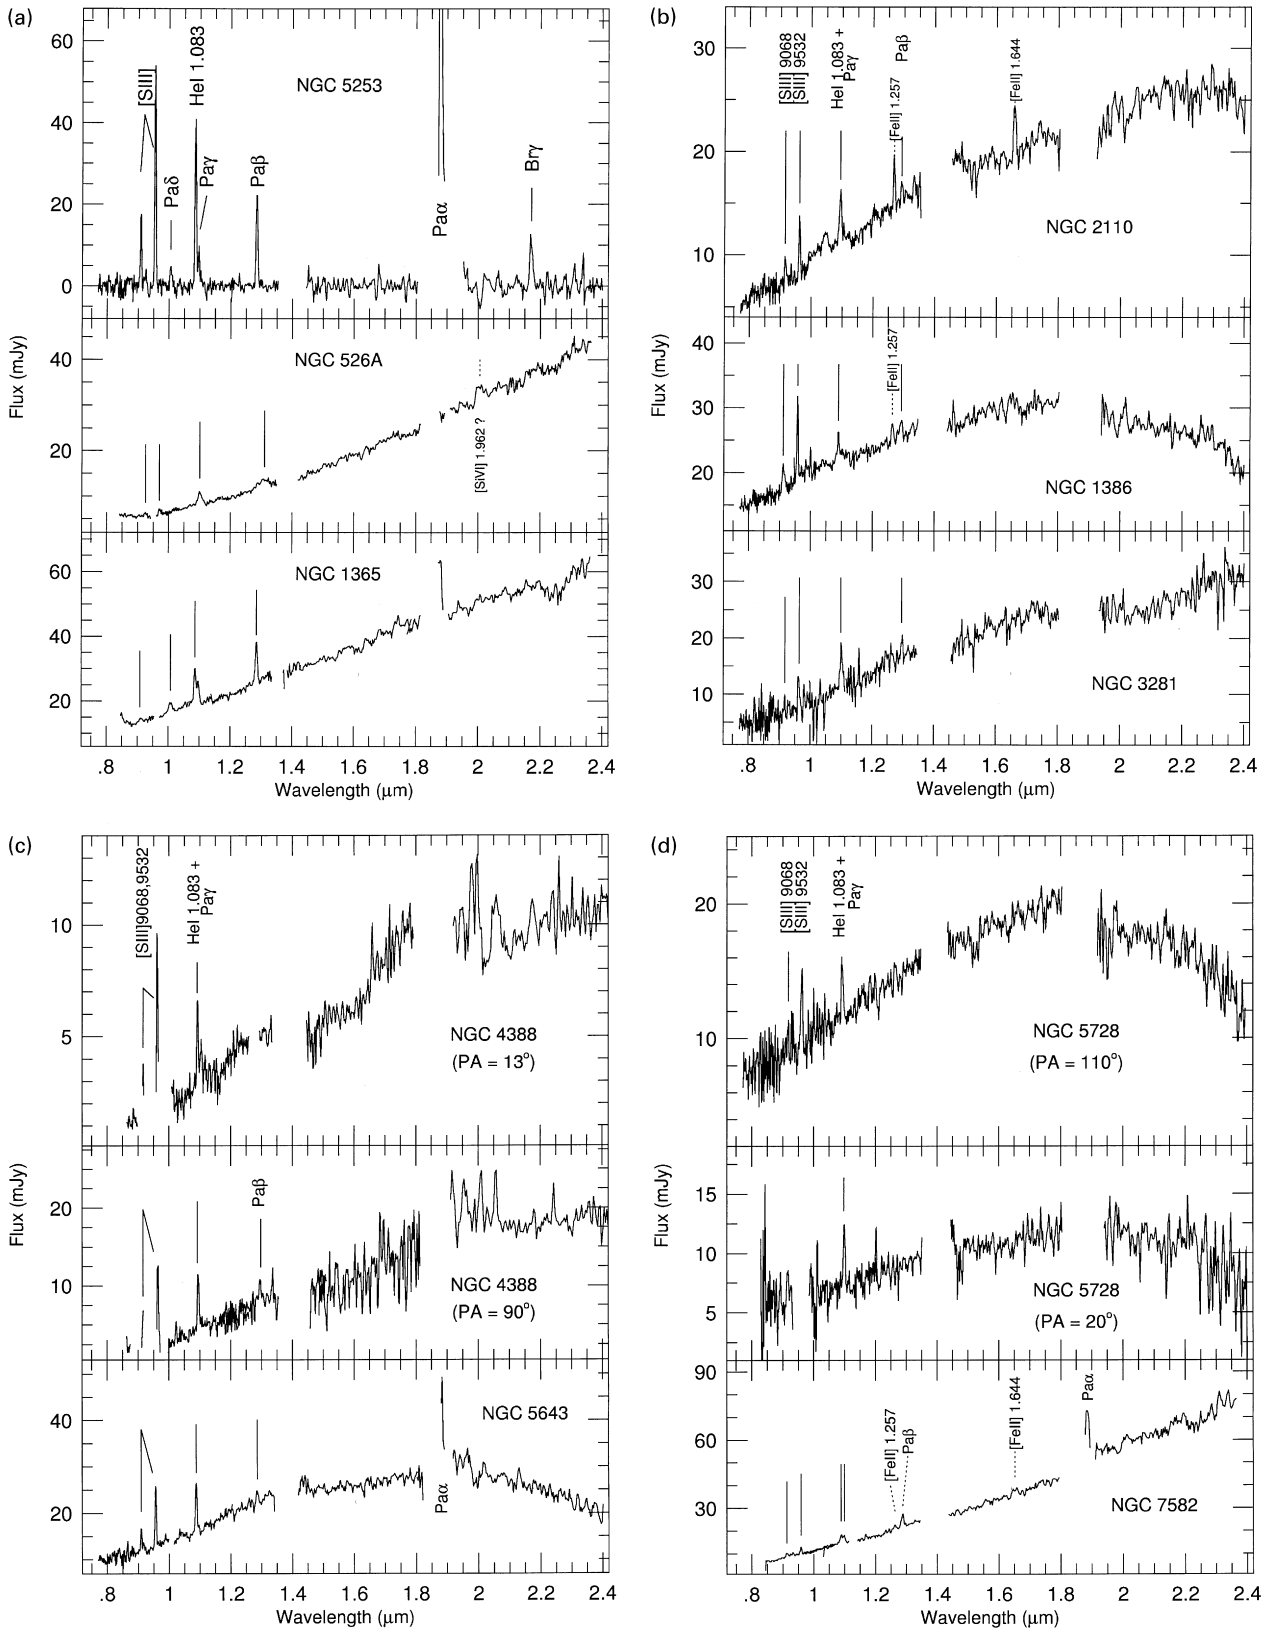 (a)
60
40
20
0
[SIII]
HeI 1.083
Paδ
Paγ
Paβ
NGC 5253
Paα
Brγ
40
20
NGC 526A
[SiVI] 1.962 ?
60
40
20
NGC 1365
Flux (mJy)
.8 1 1.2 1.4 1.6 1.8 2 2.2 2.4
Wavelength (μm)
(b)
30
20
10
[SIII] 9068
[SIII] 9532
HeI 1.083 +
Paγ
[FeII] 1.257
Paβ
[FeII] 1.644
NGC 2110
40
30
20
[FeII] 1.257
NGC 1386
30
20
10
NGC 3281
Flux (mJy)
.8 1 1.2 1.4 1.6 1.8 2 2.2 2.4
Wavelength (μm)
(c)
10
5
[SIII]9068,9532
HeI 1.083 +
Paγ
NGC 4388
(PA = 13°)
20
10
Paβ
NGC 4388
(PA = 90°)
40
20
Paα
NGC 5643
Flux (mJy)
.8 1 1.2 1.4 1.6 1.8 2 2.2 2.4
Wavelength (μm)
(d)
20
10
[SIII] 9068
[SIII] 9532
HeI 1.083 +
Paγ
NGC 5728
(PA = 110°)
15
10
5
NGC 5728
(PA = 20°)
90
60
30
[FeII] 1.257
Paβ
[FeII] 1.644
Paα
NGC 7582
Flux (mJy)
.8 1 1.2 1.4 1.6 1.8 2 2.2 2.4
Wavelength (μm)